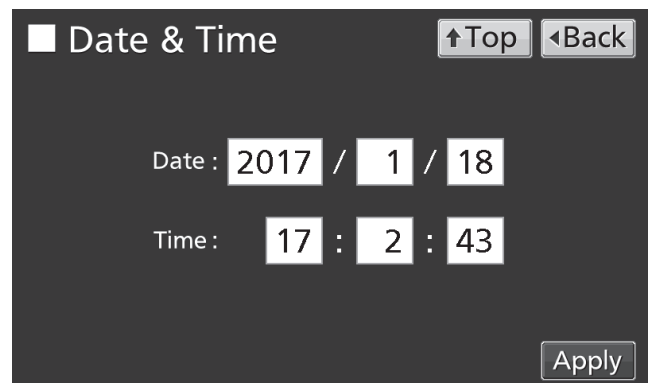 Date & Time ↑Top ◂Back
Date : 2017 / 1 / 18
Time : 17 : 2 : 43
Apply